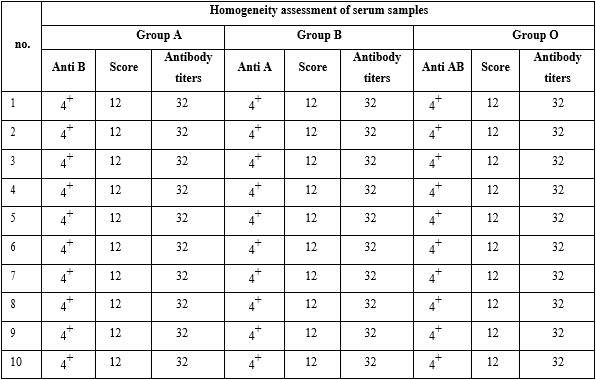 Homogeneity assessment of serum samples
no. Group A Group B Group O
Anti B Score Antibody titers Anti A Score Antibody titers Anti AB Score Antibody titers
1 4+ 12 32 4+ 12 32 4+ 12 32
2 4+ 12 32 4+ 12 32 4+ 12 32
3 4+ 12 32 4+ 12 32 4+ 12 32
4 4+ 12 32 4+ 12 32 4+ 12 32
5 4+ 12 32 4+ 12 32 4+ 12 32
6 4+ 12 32 4+ 12 32 4+ 12 32
7 4+ 12 32 4+ 12 32 4+ 12 32
8 4+ 12 32 4+ 12 32 4+ 12 32
9 4+ 12 32 4+ 12 32 4+ 12 32
10 4+ 12 32 4+ 12 32 4+ 12 32